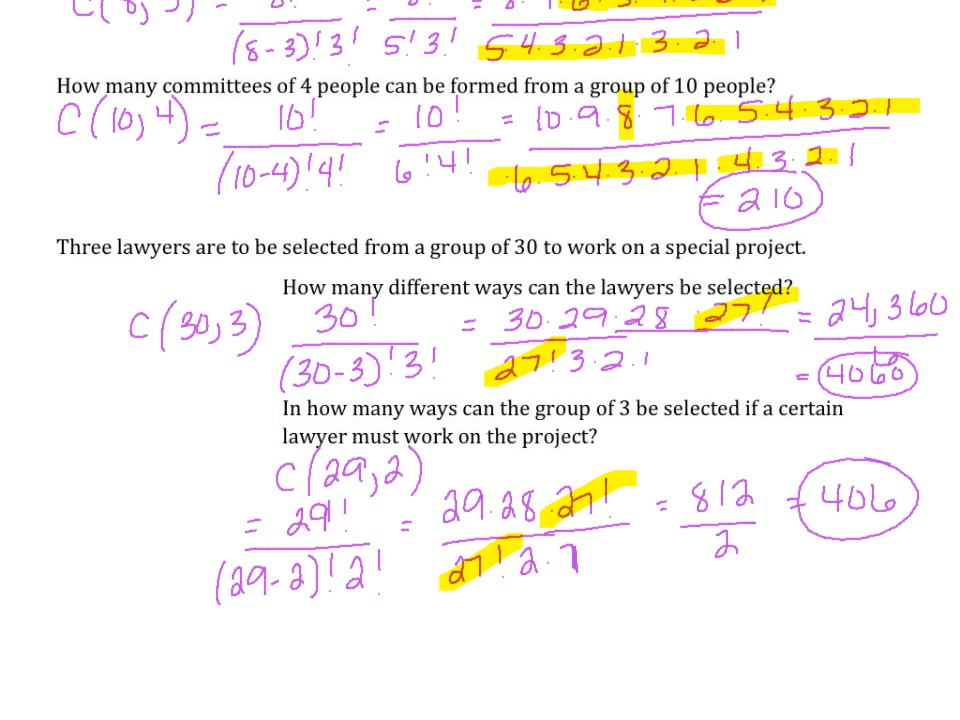 C(8, 3) =
(8-3)!3! 5!3! 5.4.3.2.1.3.2.1
How many committees of 4 people can be formed from a group of 10 people?
C(10,4) = 10! = 10! = 10.9.8.7.6.5.4.3.2.1
(10-4)!4! 6!4! 6.5.4.3.2.1.4.3.2.1
= 210
Three lawyers are to be selected from a group of 30 to work on a special project.
How many different ways can the lawyers be selected?
C(30,3) 30! = 30.29.28.27! = 24,360
(30-3)!3! 27!3.2.1 6
= 4060
In how many ways can the group of 3 be selected if a certain
lawyer must work on the project?
C(29,2)
= 29! = 29.28.27! = 812 = 406
(29-2)!2! 27!2.1 2